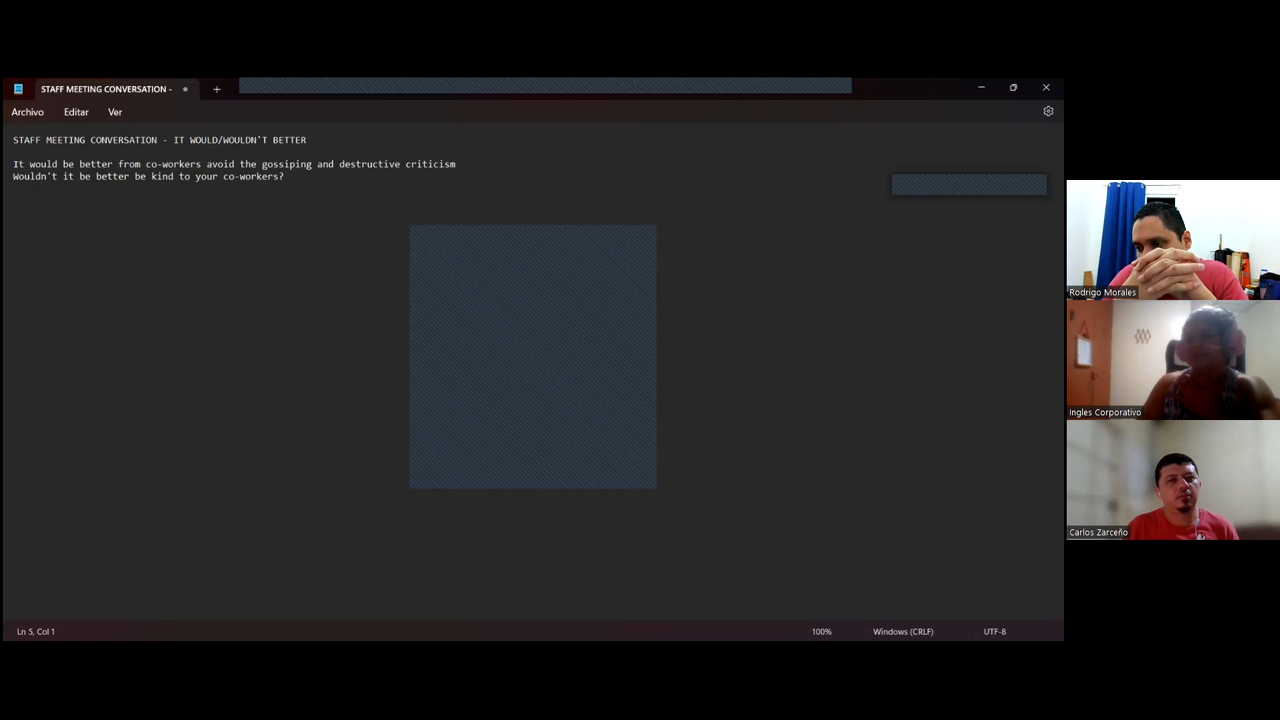 STAFF MEETING CONVERSATION -
Archivo Editar Ver
STAFF MEETING CONVERSATION - IT WOULD/WOULDN'T BETTER
It would be better from co-workers avoid the gossiping and destructive criticism
Wouldn't it be better be kind to your co-workers?
Rodrigo Morales
Ingles Corporativo
Carlos Zarceño
Ln 5, Col 1
100%
Windows (CRLF)
UTF-8